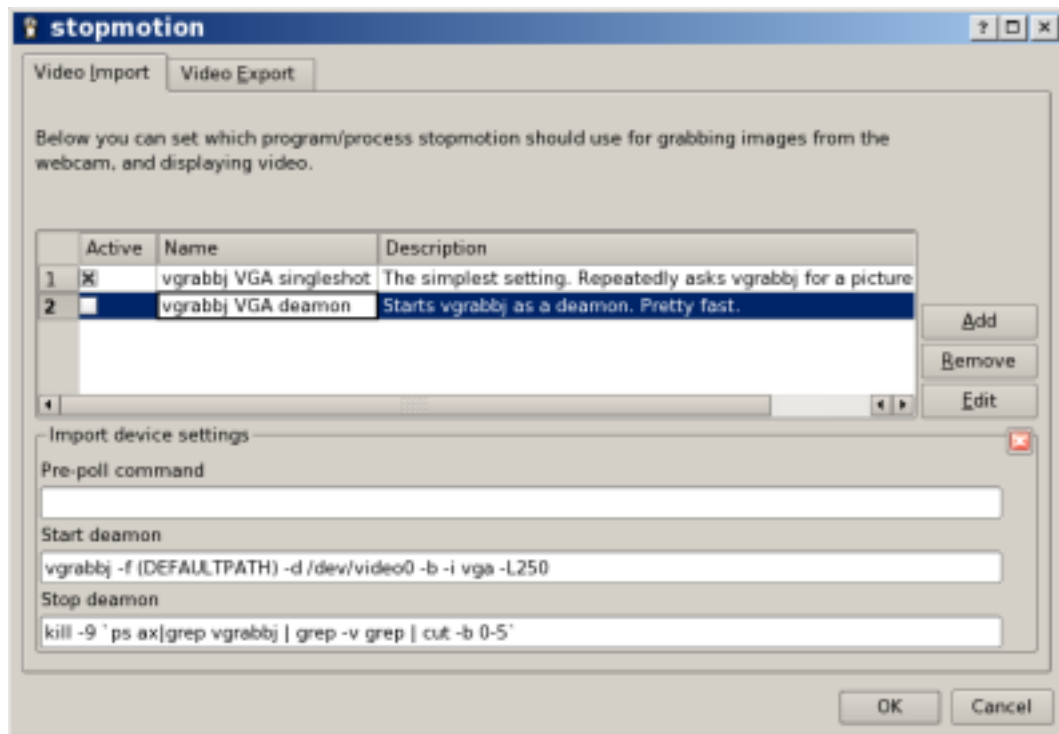 stopmotion
Video Import Video Export
Below you can set which program/process stopmotion should use for grabbing images from the
webcam, and displaying video.
Active Name Description
1 vgrabbj VGA singleshot The simplest setting. Repeatedly asks vgrabbj for a picture
2 vgrabbj VGA deamon Starts vgrabbj as a deamon. Pretty fast.
Add
Remove
Edit
Import device settings
Pre-poll command
Start deamon
vgrabbj -f (DEFAULTPATH) -d /dev/video0 -b -i vga -L250
Stop deamon
kill -9 `ps ax|grep vgrabbj | grep -v grep | cut -b 0-5`
OK Cancel